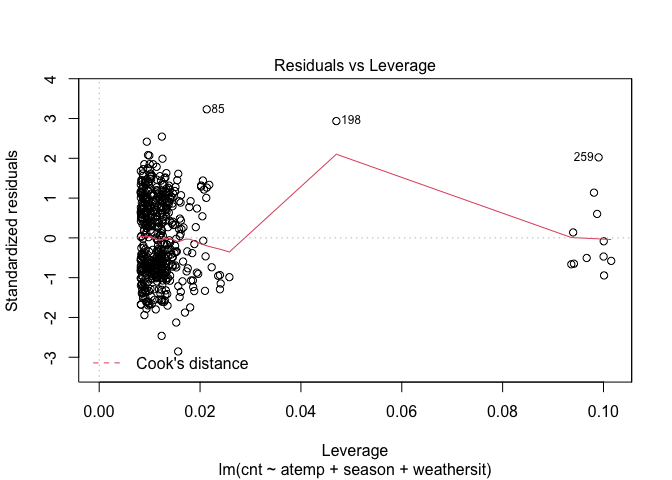 Residuals vs Leverage
Standardized residuals
4
3
2
1
0
-1
-2
-3
85
198
259
Cook's distance
0.00 0.02 0.04 0.06 0.08 0.10
Leverage
lm(cnt ~ atemp + season + weathersit)